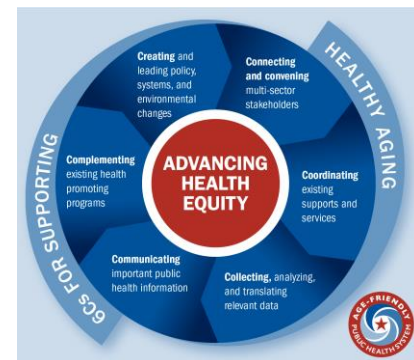 6Cs FOR SUPPORTING
HEALTHY AGING
Creating and
leading policy,
systems, and
environmental
changes
Connecting
and convening
multi-sector
stakeholders
Coordinating
existing
supports and
services
Collecting, analyzing,
and translating
relevant data
Communicating
important public
health information
Complementing
existing health
promoting
programs
ADVANCING
HEALTH
EQUITY
AGE-FRIENDLY
PUBLIC HEALTH SYSTEM